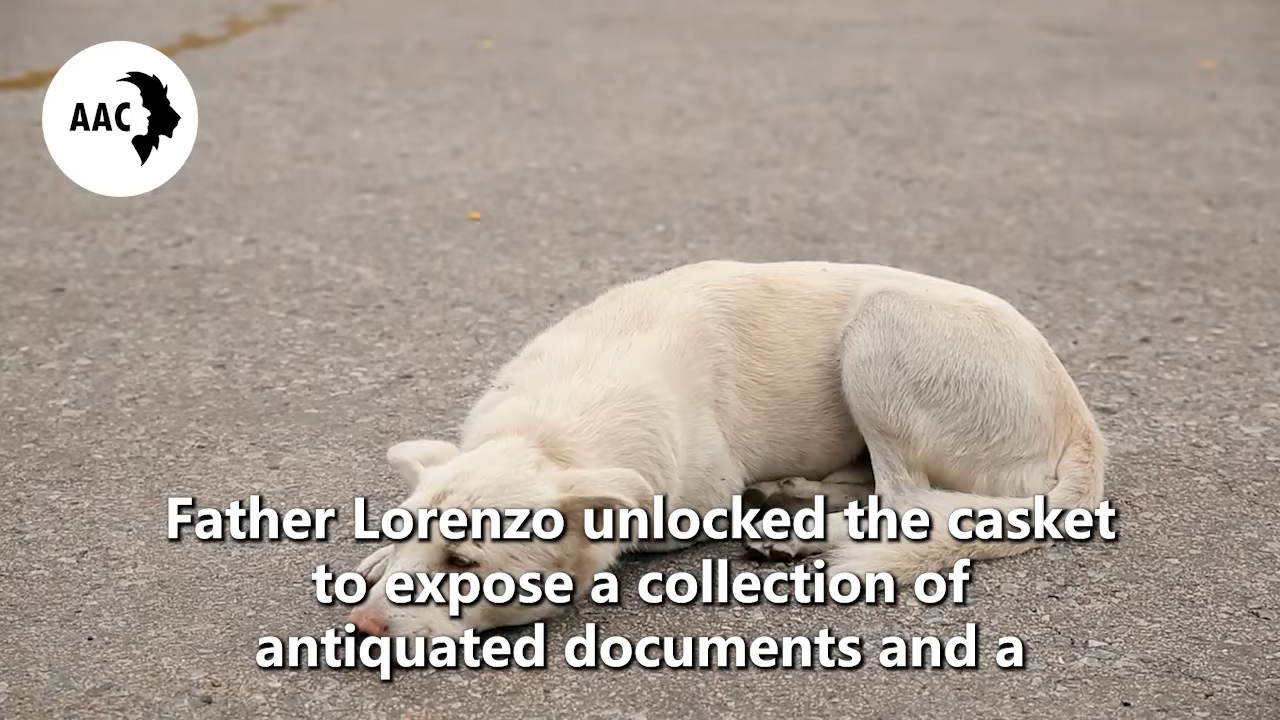 AAC
Father Lorenzo unlocked the casket
to expose a collection of
antiquated documents and a